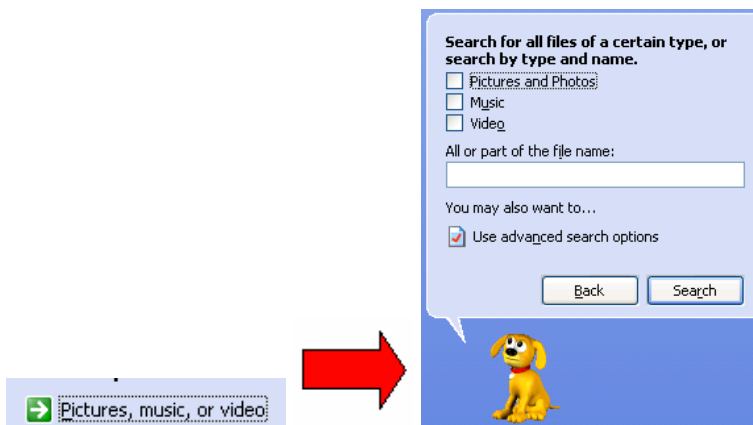 Search for all files of a certain type, or
search by type and name.
Pictures and Photos
Music
Video
All or part of the file name:
You may also want to...
Use advanced search options
Back Search
Pictures, music, or video